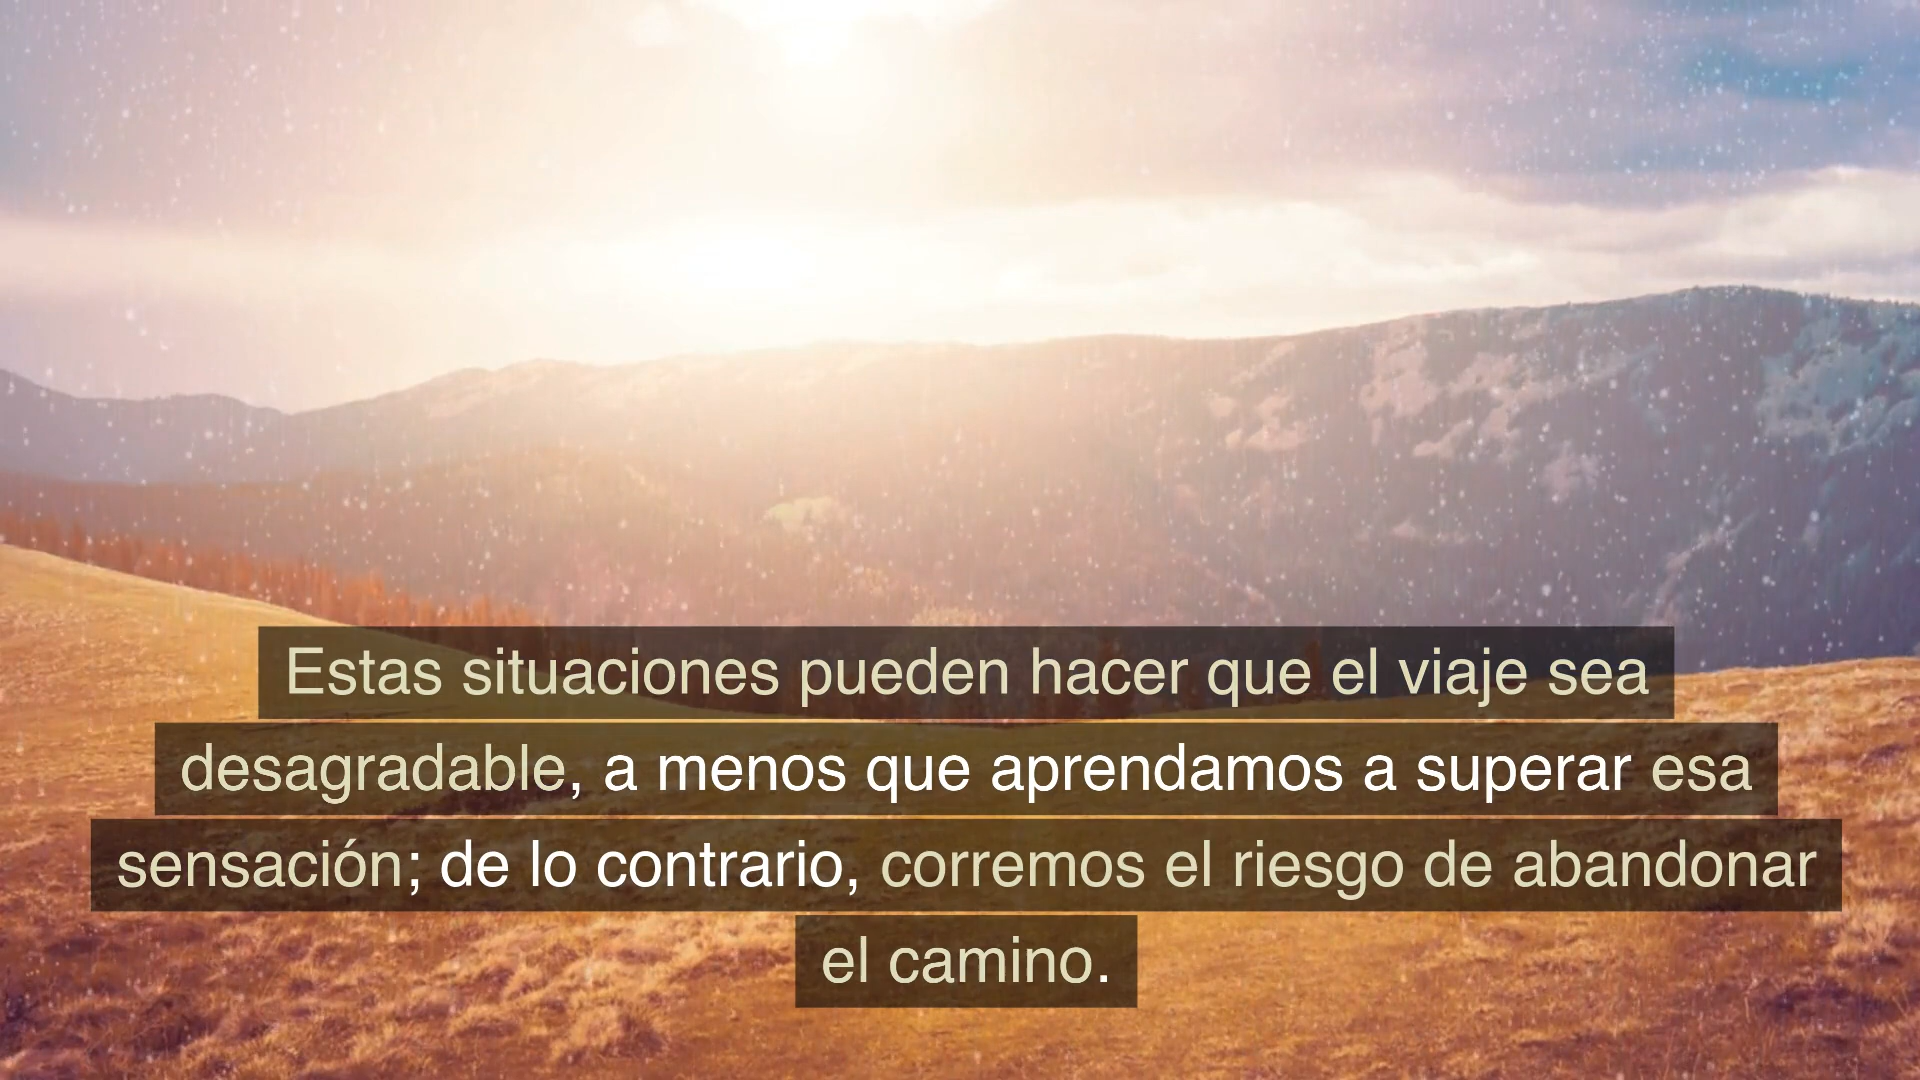 Estas situaciones pueden hacer que el viaje sea
desagradable, a menos que aprendamos a superar esa
sensación; de lo contrario, corremos el riesgo de abandonar
el camino.